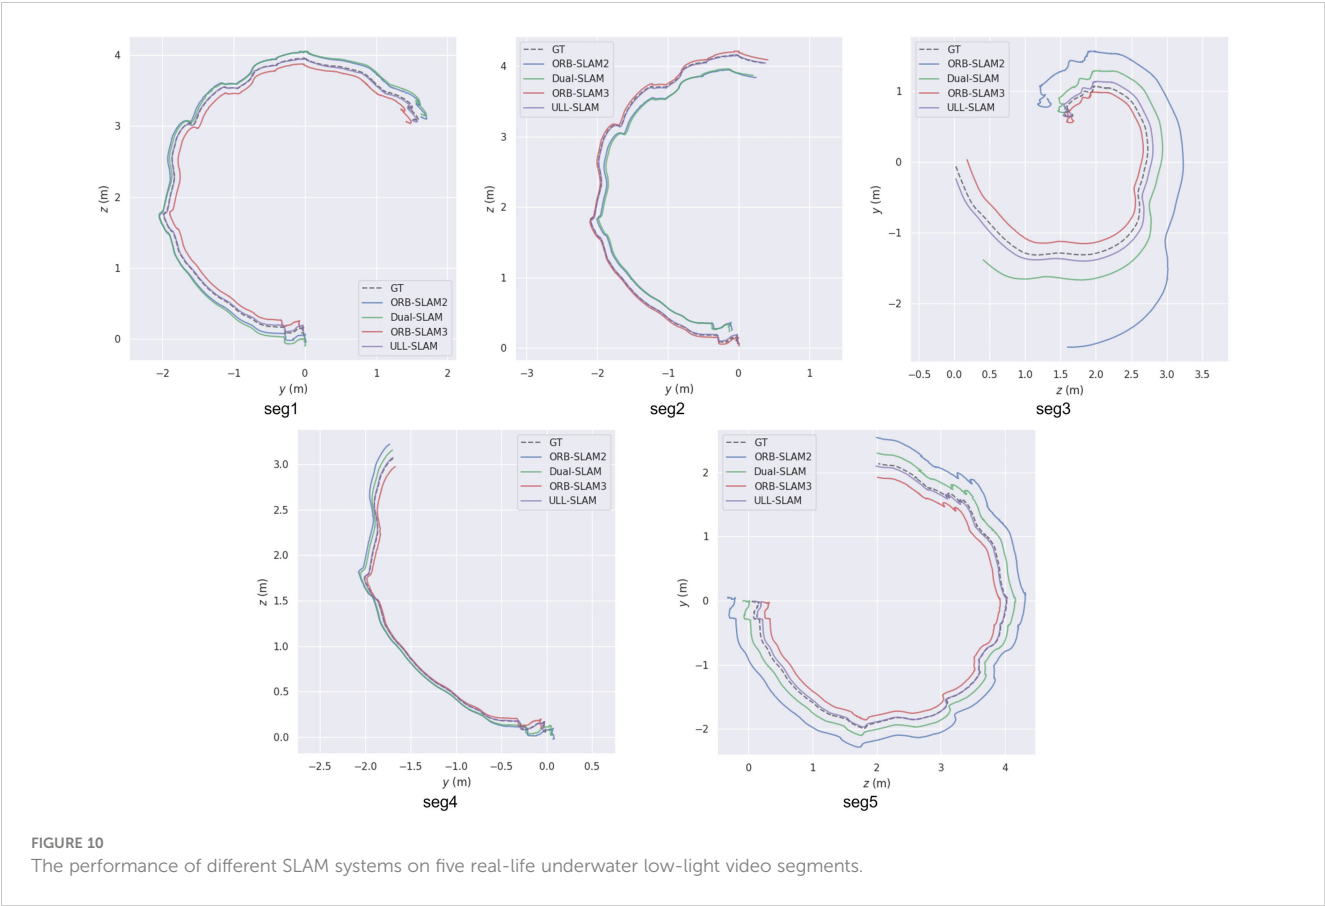 GT
ORB-SLAM2
Dual-SLAM
ORB-SLAM3
ULL-SLAM
z (m)
4
3
2
1
0
−2
−1
0
1
2
y (m)
seg1
GT
ORB-SLAM2
Dual-SLAM
ORB-SLAM3
ULL-SLAM
z (m)
4
3
2
1
0
−3
−2
−1
0
1
y (m)
seg2
GT
ORB-SLAM2
Dual-SLAM
ORB-SLAM3
ULL-SLAM
y (m)
1
0
−1
−2
−0.5
0.0
0.5
1.0
1.5
2.0
2.5
3.0
3.5
z (m)
seg3
GT
ORB-SLAM2
Dual-SLAM
ORB-SLAM3
ULL-SLAM
z (m)
3.0
2.5
2.0
1.5
1.0
0.5
0.0
−2.5
−2.0
−1.5
−1.0
−0.5
0.0
0.5
y (m)
seg4
GT
ORB-SLAM2
Dual-SLAM
ORB-SLAM3
ULL-SLAM
y (m)
2
1
0
−1
−2
0
1
2
3
4
z (m)
seg5
FIGURE 10
The performance of different SLAM systems on five real-life underwater low-light video segments.